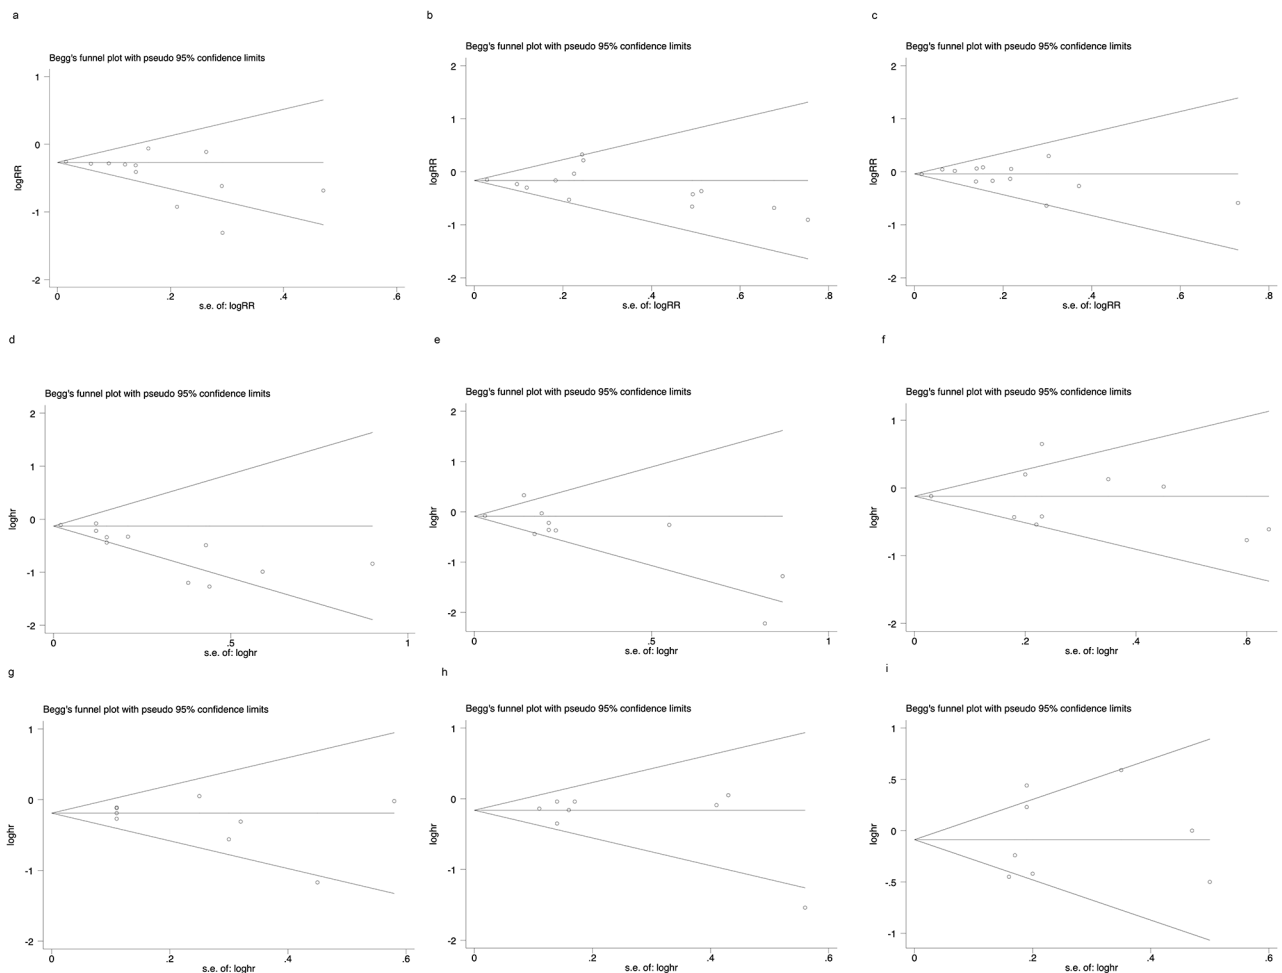 a
Begg's funnel plot with pseudo 95% confidence limits
1
0
-1
-2
logRR
0
.2
.4
.6
s.e. of: logRR
b
Begg's funnel plot with pseudo 95% confidence limits
2
1
0
-1
-2
logRR
0
.2
.4
.6
.8
s.e. of: logRR
c
Begg's funnel plot with pseudo 95% confidence limits
2
1
0
-1
-2
logRR
0
.2
.4
.6
.8
s.e. of: logRR
d
Begg's funnel plot with pseudo 95% confidence limits
2
1
0
-1
-2
loghr
0
.5
1
s.e. of: loghr
e
Begg's funnel plot with pseudo 95% confidence limits
2
1
0
-1
-2
loghr
0
.5
1
s.e. of: loghr
f
Begg's funnel plot with pseudo 95% confidence limits
1
0
-1
-2
loghr
0
.2
.4
.6
s.e. of: loghr
g
Begg's funnel plot with pseudo 95% confidence limits
1
0
-1
-2
loghr
0
.2
.4
.6
s.e. of: loghr
h
Begg's funnel plot with pseudo 95% confidence limits
1
0
-1
-2
loghr
0
.2
.4
.6
s.e. of: loghr
i
Begg's funnel plot with pseudo 95% confidence limits
1
.5
0
-.5
-1
loghr
0
.2
.4
.6
s.e. of: loghr